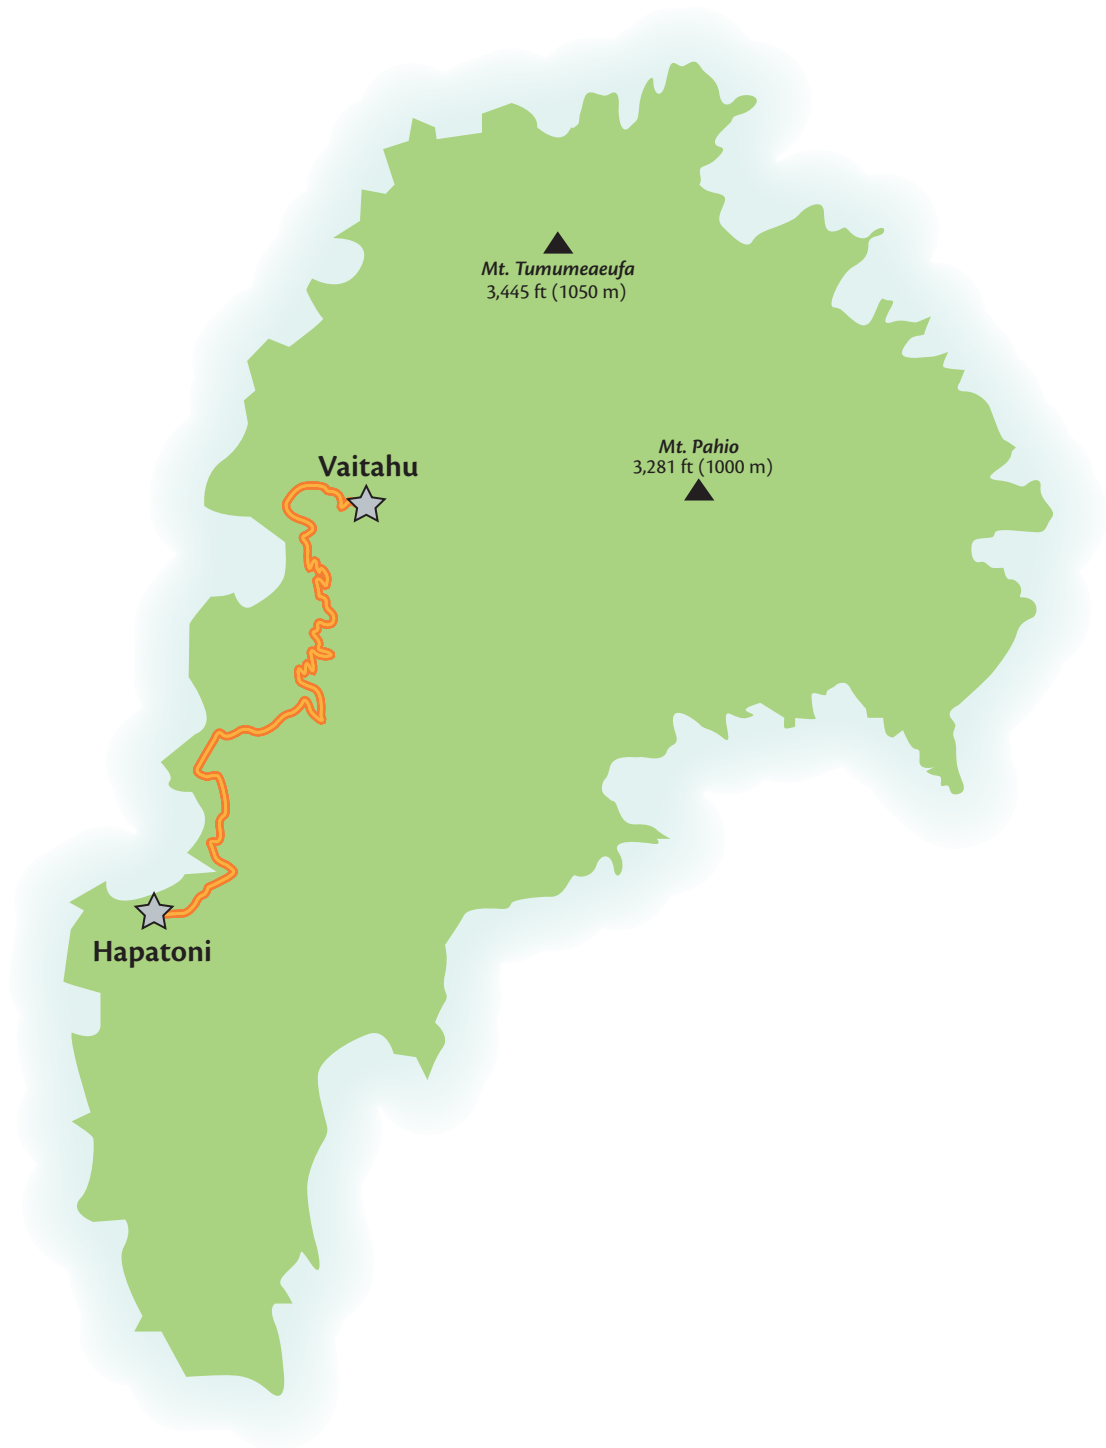 Mt. Tumumeaeufa
3,445 ft (1050 m)
Mt. Pahio
3,281 ft (1000 m)
Vaitahu
Hapatoni